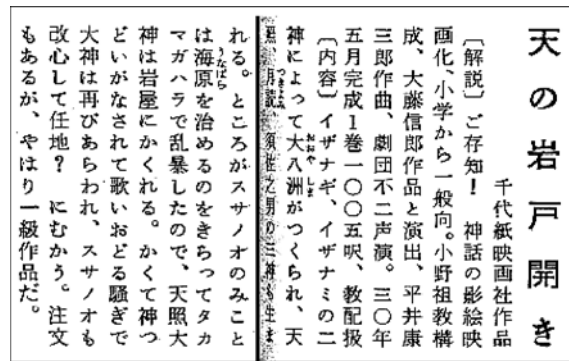 天の岩戸開き
千代紙映画社作品
〔解説〕ご存知!　神話の影絵映
画化、小学から一般向。小野祖教構
成、大藤信郎作品と演出、平井康
三郎作曲、劇団不二声演。三〇年
五月完成1巻一〇〇五呎、教配扱
〔内容〕イザナギ、イザナミの二
神によって大八洲がつくられ、天
照、月読、須佐之男の三神も生ま
れる。ところがスサノオのみこと
は海原を治めるのをきらってタカ
マガハラで乱暴したので、天照大
神は岩屋にかくれる。かくて神つ
どいがなされて歌いおどる騒ぎで
大神は再びあらわれ、スサノオも
改心して任地?　にむかう。注文
もあるが、やはり一級作品だ。